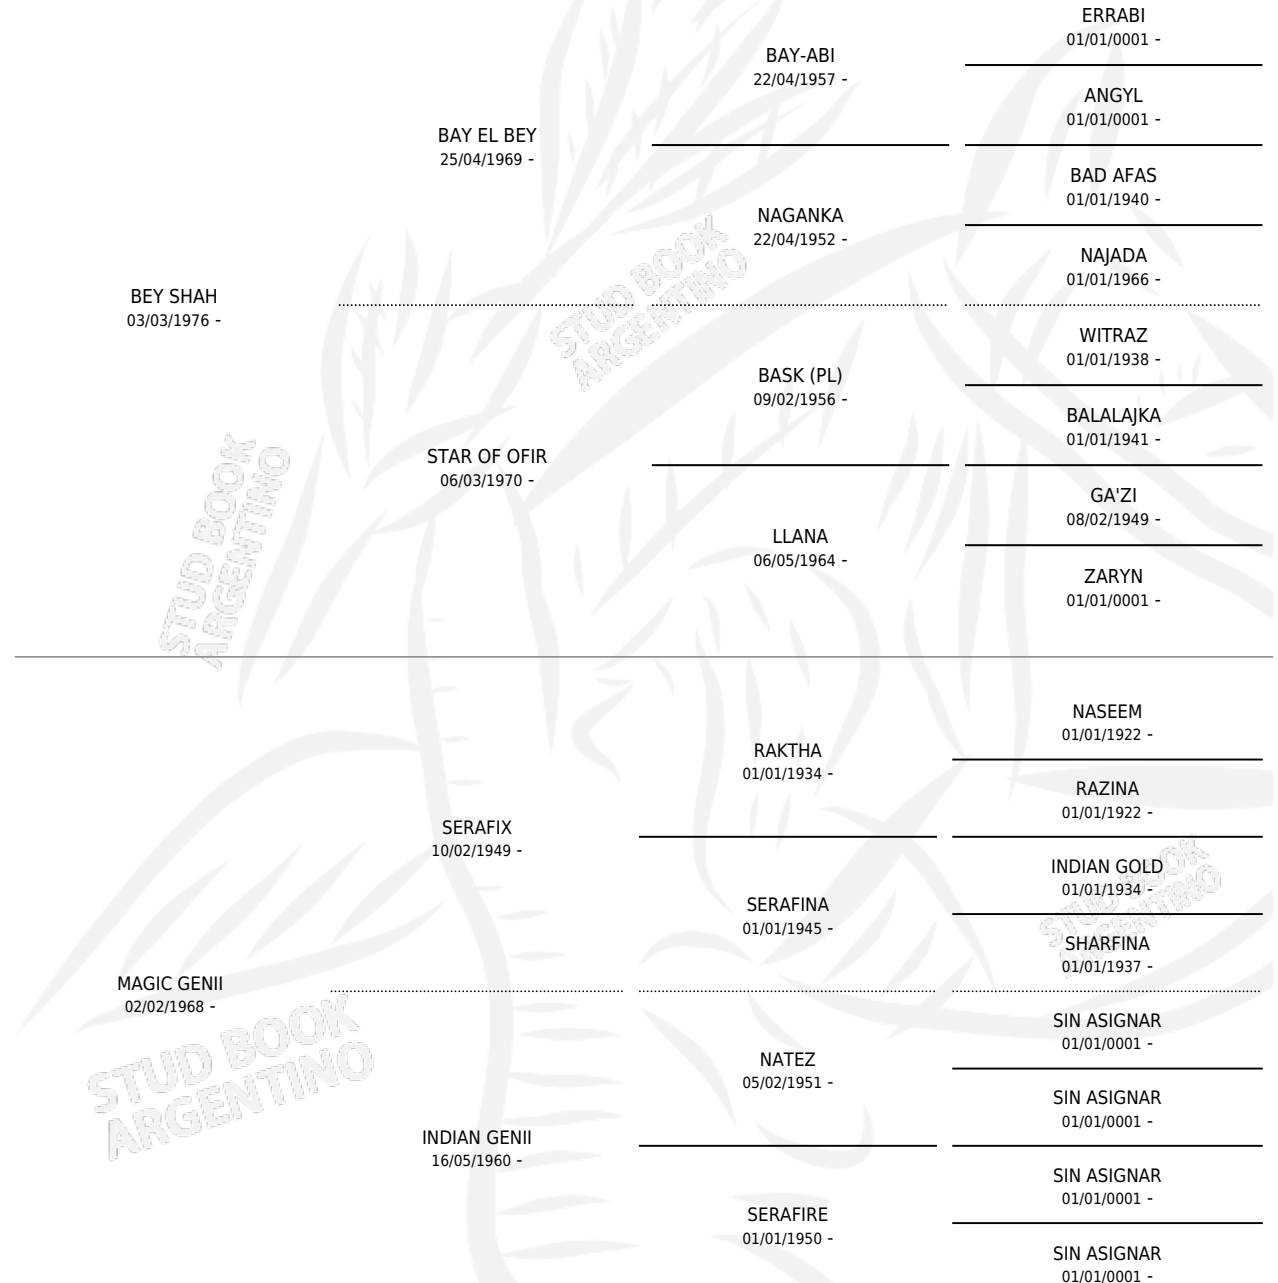 ERRABI
01/01/0001 -
BAY-ABI
22/04/1957 -
ANGYL
01/01/0001 -
BAY EL BEY
25/04/1969 -
BAD AFAS
01/01/1940 -
NAGANKA
22/04/1952 -
NAJADA
01/01/1966 -
BEY SHAH
03/03/1976 -
WITRAZ
01/01/1938 -
BASK (PL)
09/02/1956 -
BALALAJKA
01/01/1941 -
STAR OF OFIR
06/03/1970 -
GA'ZI
08/02/1949 -
LLANA
06/05/1964 -
ZARYN
01/01/0001 -
STUD BOOK
ARGENTINO
STUD BOOK
ARGENTINO
NASEEM
01/01/1922 -
RAKTHA
01/01/1934 -
RAZINA
01/01/1922 -
SERAFIX
10/02/1949 -
INDIAN GOLD
01/01/1934 -
SERAFINA
01/01/1945 -
SHARFINA
01/01/1937 -
STUD BOOK
ARGENTINO
MAGIC GENII
02/02/1968 -
SIN ASIGNAR
01/01/0001 -
NATEZ
05/02/1951 -
SIN ASIGNAR
01/01/0001 -
STUD BOOK
ARGENTINO
INDIAN GENII
16/05/1960 -
SIN ASIGNAR
01/01/0001 -
SERAFIRE
01/01/1950 -
SIN ASIGNAR
01/01/0001 -